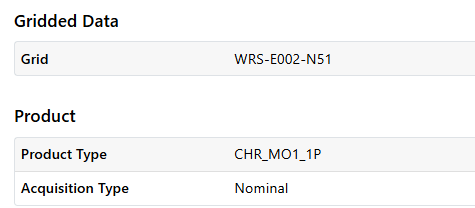 Gridded Data
Grid WRS-E002-N51
Product
Product Type CHR_MO1_1P
Acquisition Type Nominal